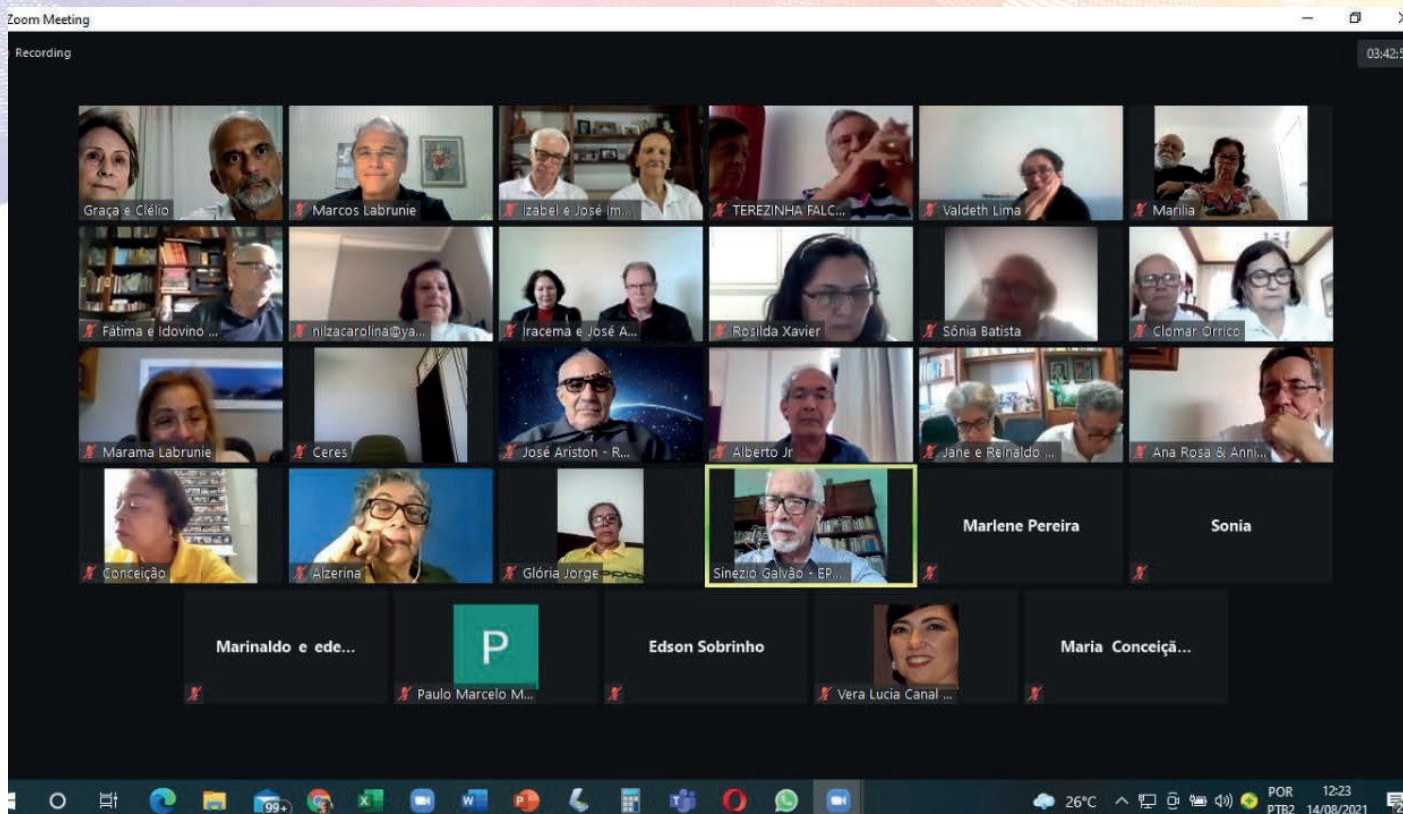 Zoom Meeting
Recording
03:42:5
Graça e Clélio
Marcos Labrunie
Izabel e José Im...
TEREZINHA FALC...
Valdeth Lima
Marilia
Fátima e Idovino ...
nilzacarolina@ya...
Iracema e José A...
Rosilda Xavier
Sônia Batista
Clomar Orrico
Marama Labrunie
Ceres
José Ariston - R...
Alberto Jr
Jane e Reinaldo ...
Ana Rosa & Anni...
Conceição
Alzerina
Glória Jorge
Sinezio Galvão - EP...
Marlene Pereira
Sonia
Marinaldo e ede...
P
Paulo Marcelo M...
Edson Sobrinho
Vera Lucia Canal ...
Maria Conceiçã...
99+
26°C
POR
PTB2
12:23
14/08/2021